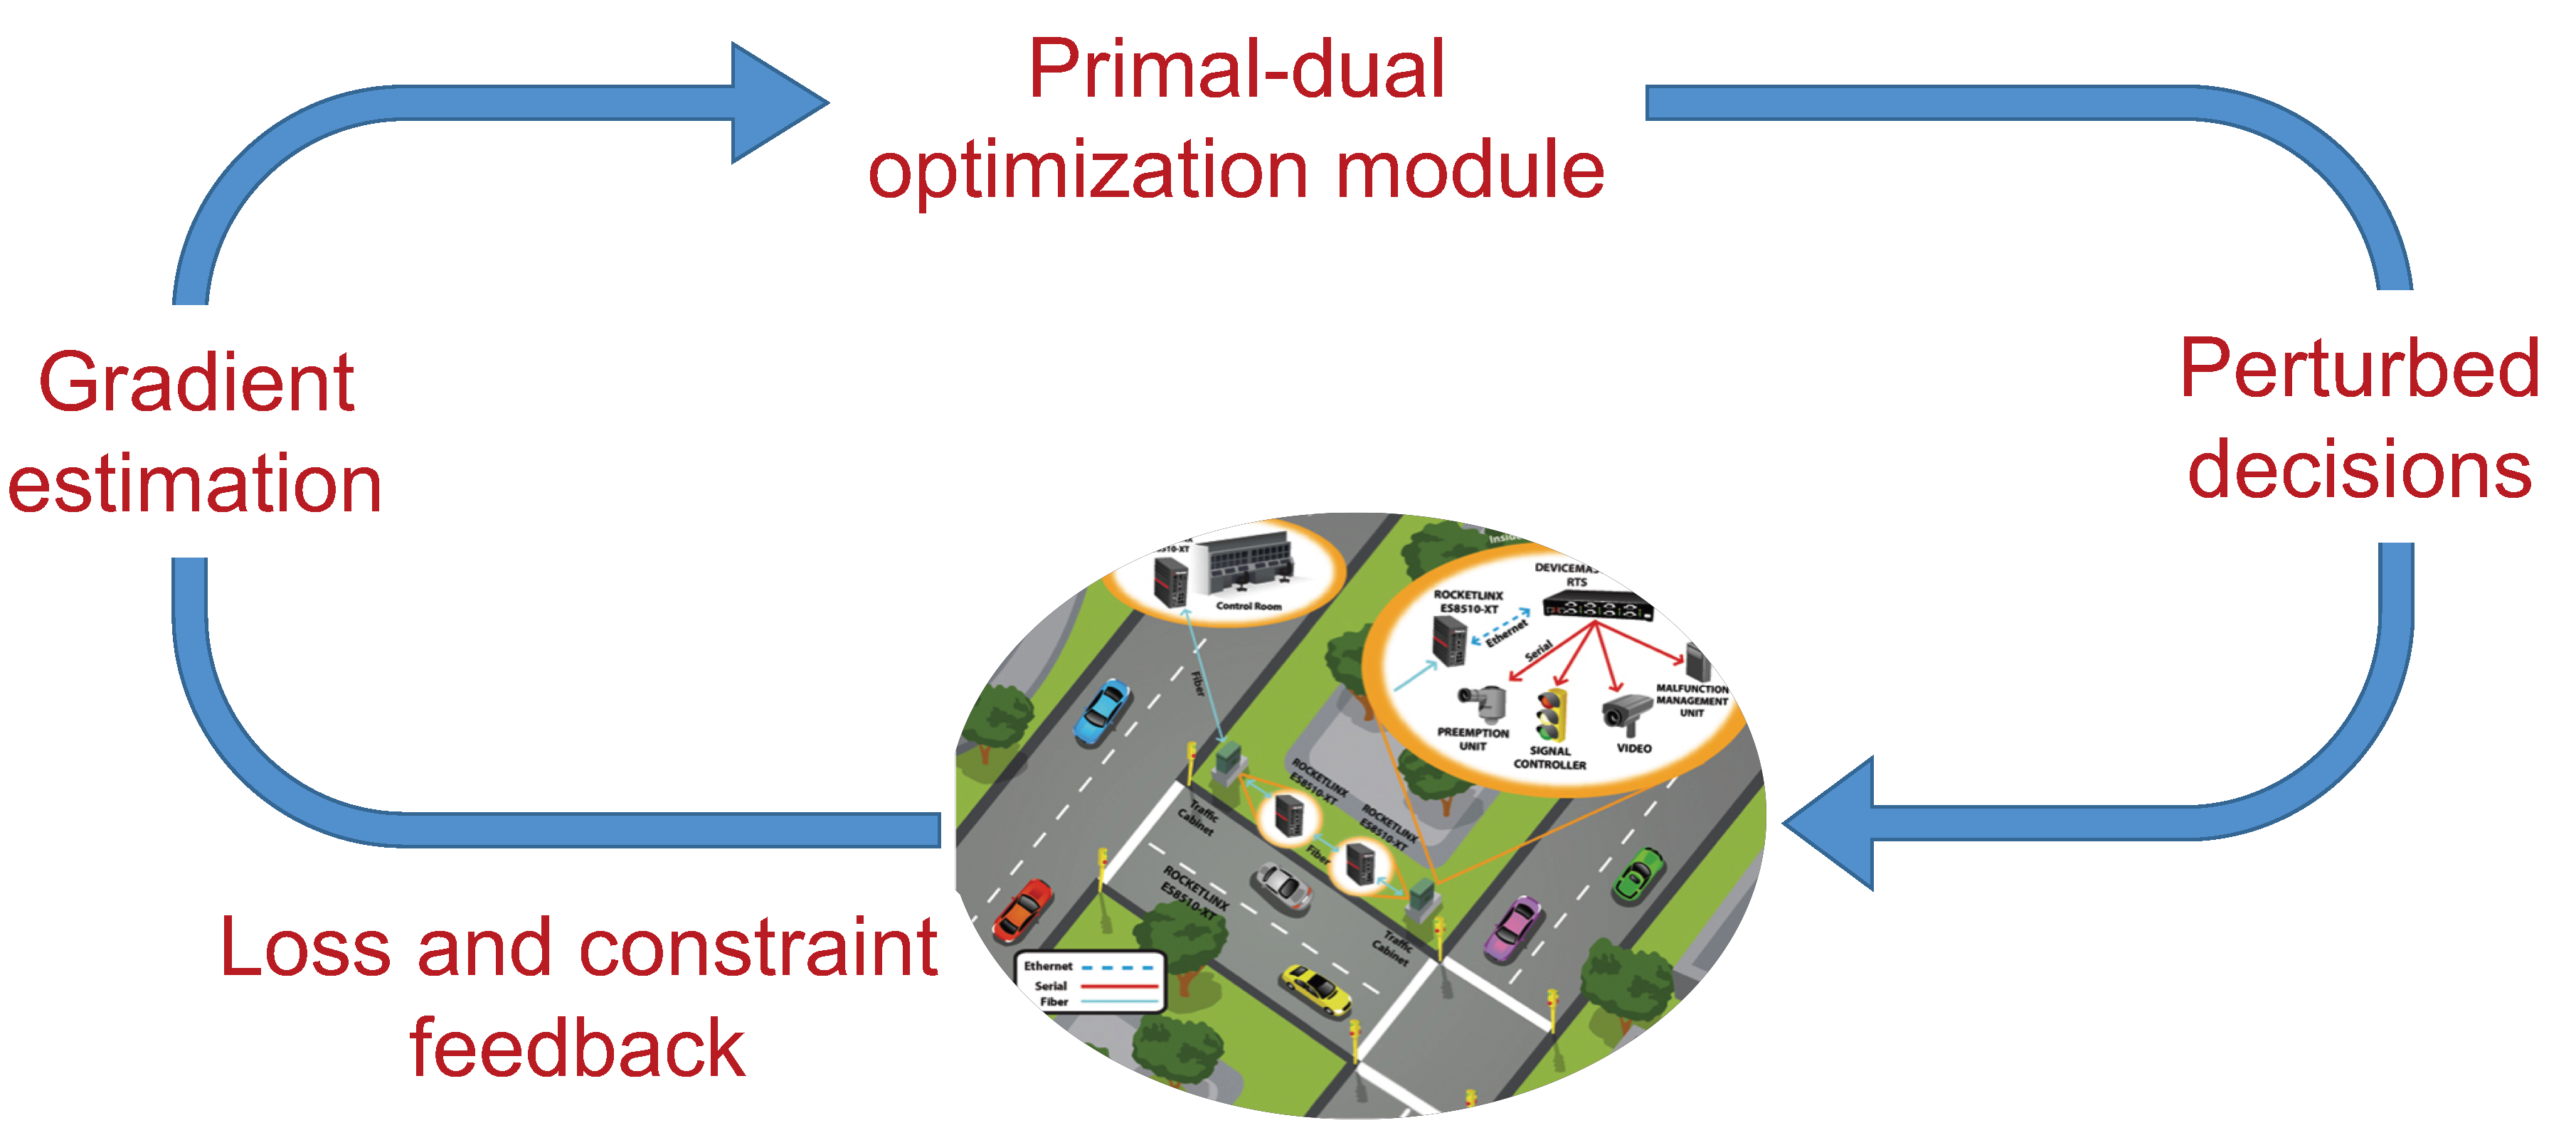 Primal-dual
optimization module
Gradient
estimation
Perturbed
decisions
Loss and constraint
feedback
Control Room
Fiber
DEVICEMAS
RTS
ROCKETLINX
ES8510-XT
Ethernet
Serial
PREEMPTION
UNIT
SIGNAL
CONTROLLER
VIDEO
MALFUNCTION
MANAGEMENT
UNIT
Traffic
Cabinet
ROCKETLINX
ES8510-XT
Fiber
ROCKETLINX
ES8510-XT
ROCKETLINX
ES8510-XT
Traffic
Cabinet
Ethernet
Serial
Fiber